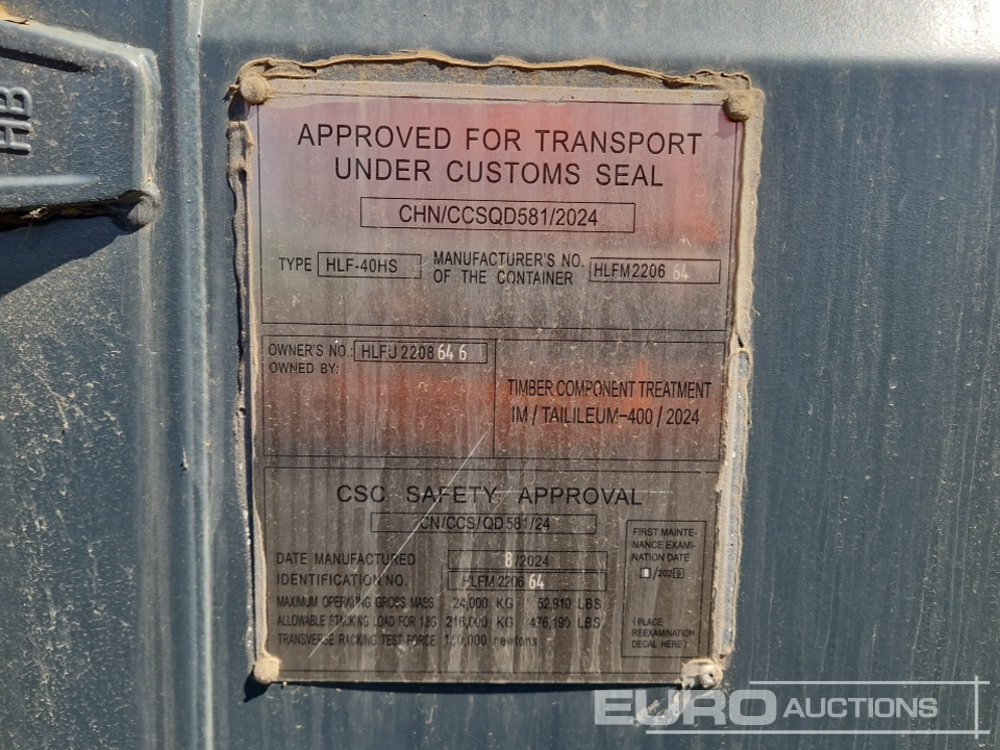 HB
APPROVED FOR TRANSPORT
UNDER CUSTOMS SEAL
CHN/CCSQD581/2024
TYPE HLF-40HS MANUFACTURER'S NO. OF THE CONTAINER HLFM2206 64
OWNER'S NO.: HLFU 2208 64 6
OWNED BY:
TIMBER COMPONENT TREATMENT
IM / TAILILEUM-400 / 2024
CSC SAFETY APPROVAL
CN/CCS/QD581/24
DATE MANUFACTURED 8/2024
IDENTIFICATION NO. HLFM 2206 64
MAXIMUM OPERATING GROSS MASS 24,000 KG 52,910 LBS
ALLOWABLE STACKING LOAD FOR 1.8G 216,000 KG 476,190 LBS
TRANSVERSE RACKING TEST FORCE 150,000 newtons
FIRST MAINTE-
NANCE EXAMI-
NATION DATE
8/2029
(PLACE
REEXAMINATION
DECAL HERE)
EURO AUCTIONS